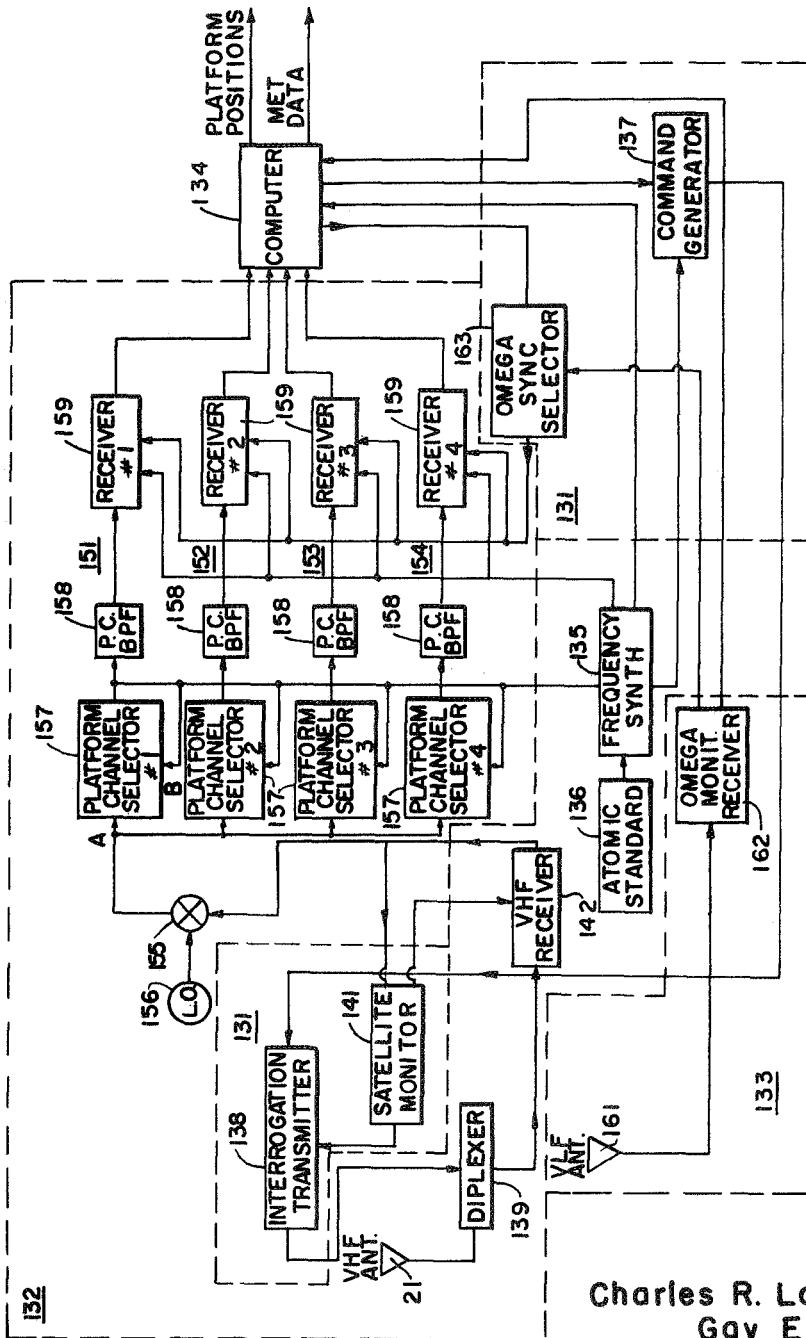 PLATFORM
POSITIONS
MET
DATA
134
COMPUTER
137
COMMAND
GENERATOR
163
OMEGA
SYNC
SELECTOR
131
159
RECEIVER
#1
RECEIVER
#2
159
RECEIVER
#3
159
RECEIVER
#4
159
151
152
153
154
158
P.C.
BPF
158
P.C.
BPF
158
P.C.
BPF
158
P.C.
BPF
157
PLATFORM
CHANNEL
SELECTOR
A
B
PLATFORM
CHANNEL
SELECTOR
#2
157
PLATFORM
CHANNEL
SELECTOR
#3
157
PLATFORM
CHANNEL
SELECTOR
#4
157
135
FREQUENCY
SYNTH
136
ATOMIC
STANDARD
OMEGA
MONIT.
RECEIVER
162
155
156
L.O.
131
138
INTERROGATION
TRANSMITTER
141
SATELLITE
MONITOR
VHF
RECEIVER
142
DIPLEXER
139
VHF
ANT.
21
VLF
ANT.
161
133
132
Charles R.
Gay